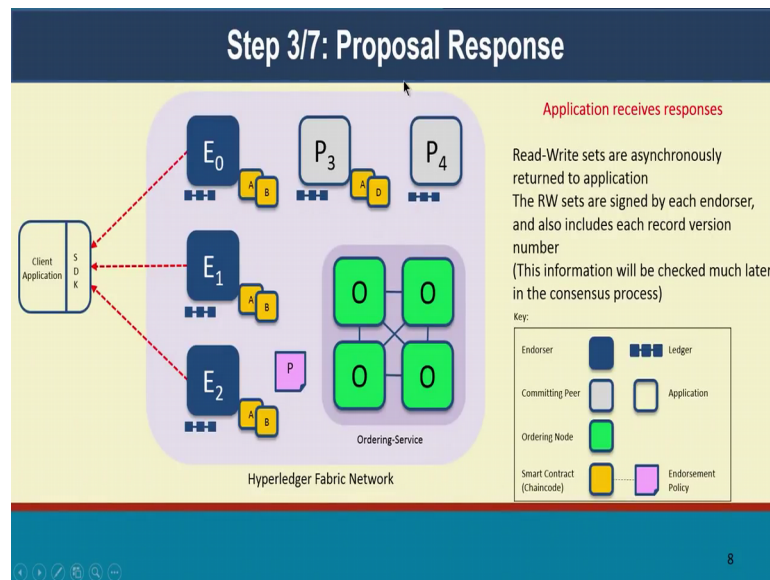 Step 3/7: Proposal Response
Application receives responses
Read-Write sets are asynchronously
returned to application
The RW sets are signed by each endorser,
and also includes each record version
number
(This information will be checked much later
in the consensus process)
Client
Application
S
D
K
E0
A
B
E1
A
B
E2
A
B
P3
A
D
P4
P
O
O
O
O
Ordering-Service
Hyperledger Fabric Network
Key:
Endorser
Ledger
Committing Peer
Application
Ordering Node
Smart Contract
(Chaincode)
Endorsement
Policy
8